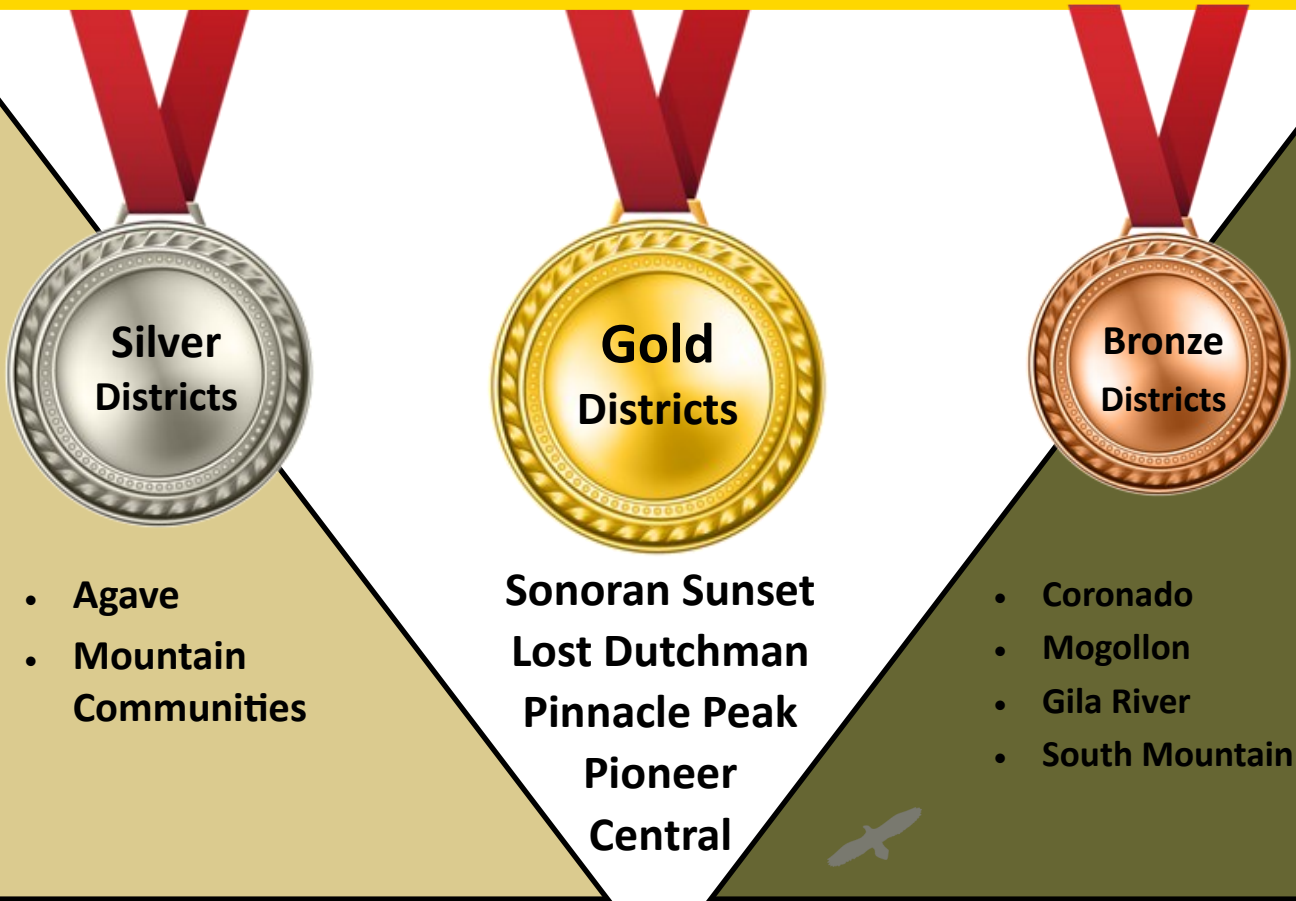 Silver
Districts
Agave
Mountain
Communities
Gold
Districts
Sonoran Sunset
Lost Dutchman
Pinnacle Peak
Pioneer
Central
Bronze
Districts
Coronado
Mogollon
Gila River
South Mountain